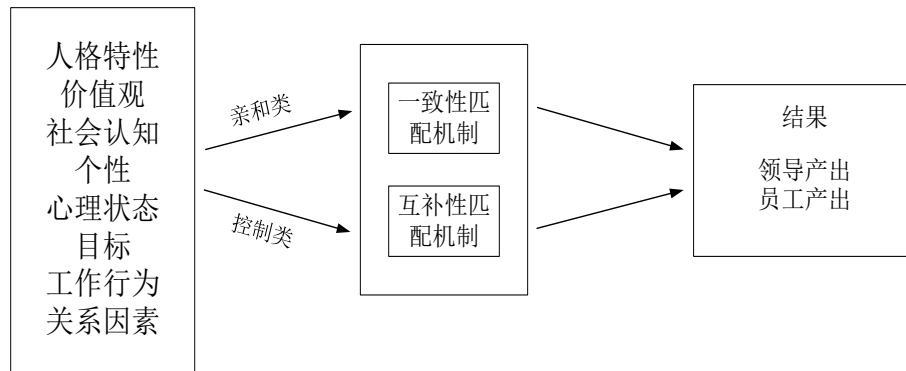 人格特性
价值观
社会认知
个性
心理状态
目标
工作行为
关系因素
亲和类
控制类
一致性匹
配机制
互补性匹
配机制
结果
领导产出
员工产出